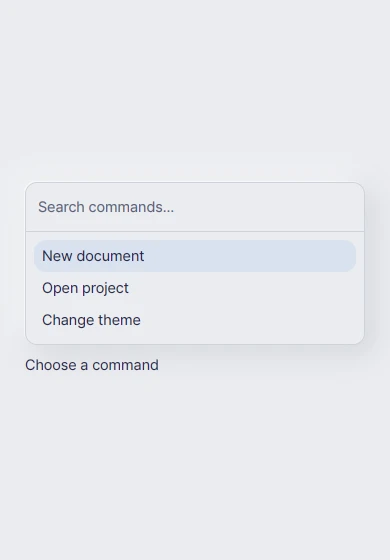 Search commands...
New document
Open project
Change theme
Choose a command